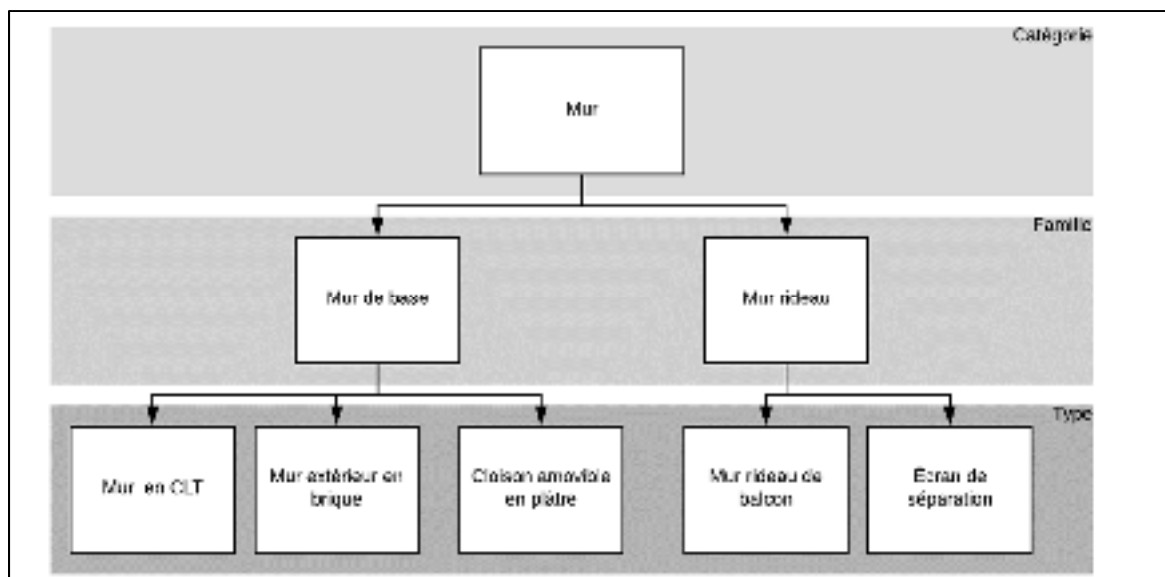 Catégorie
Mur
Famille
Mur de base
Mur rideau
Type
Mur en CLT
Mur extérieur en
brique
Cloison amovible
en plâtre
Mur rideau de
balcon
Écran de
séparation